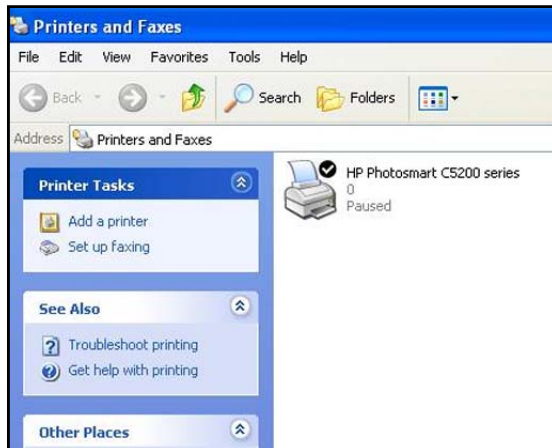 Printers and Faxes
File Edit View Favorites Tools Help
Back Search Folders
Address Printers and Faxes
Printer Tasks
Add a printer
Set up faxing
See Also
Troubleshoot printing
Get help with printing
Other Places
HP Photosmart C5200 series
0
Paused